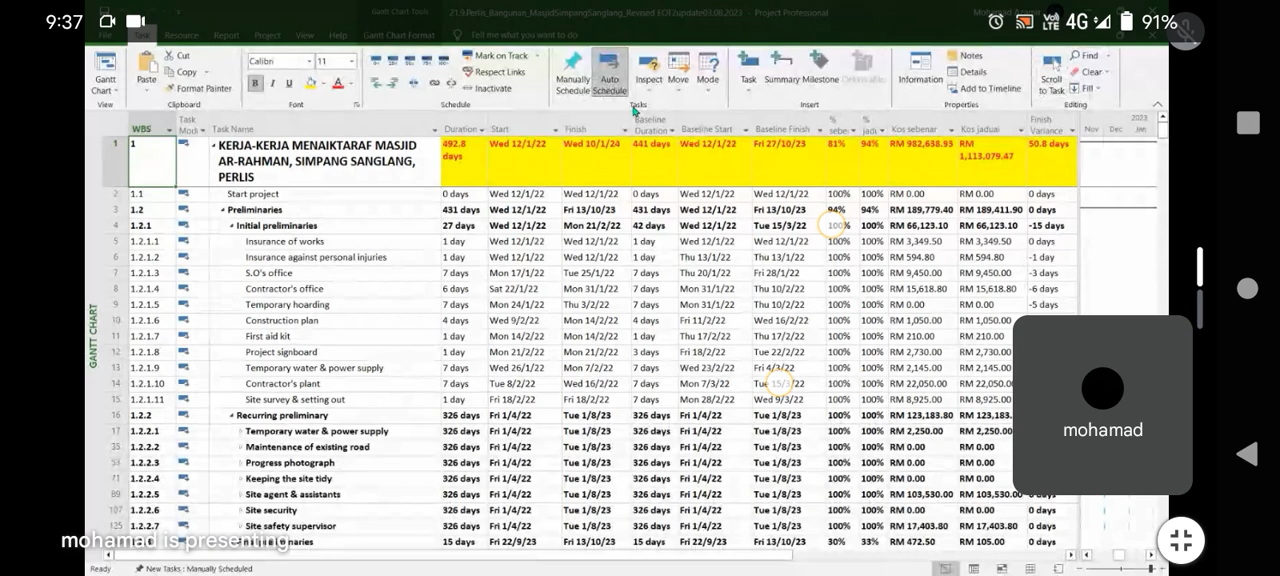 9:37 4G 91%
Gantt Chart Tools 21.9.Perlis_Bangunan_MasjidSimpangSanglang_Revised EOT2update03.08.2023 - Project Professional
Task Resource Report Project View Help Gantt Chart Format Tell me what you want to do
Gantt Chart Paste Cut Copy Format Painter Calibri 11 B I U Mark on Track Respect Links Inactivate Manually Schedule Auto Schedule Inspect Move Mode Task Summary Milestone Deliverable Information Notes Details Add to Timeline Scroll to Task Find Clear Fill
View Clipboard Font Schedule Tasks Insert Properties Editing
WBS Task Mode Task Name Duration Start Finish Baseline Duration Baseline Start Baseline Finish % sebe % jad Kos sebenar Kos jadual Finish Variance Nov Dec 2023 Jan
1 1 KERJA-KERJA MENAIKTARAF MASJID AR-RAHMAN, SIMPANG SANGLANG, PERLIS 492.8 days Wed 12/1/22 Wed 10/1/24 441 days Wed 12/1/22 Fri 27/10/23 81% 94% RM 982,638.93 RM 1,113,079.47 50.8 days
2 1.1 Start project 0 days Wed 12/1/22 Wed 12/1/22 0 days Wed 12/1/22 Wed 12/1/22 100% 100% RM 0.00 RM 0.00 0 days
3 1.2 Preliminaries 431 days Wed 12/1/22 Fri 13/10/23 431 days Wed 12/1/22 Fri 13/10/23 94% 94% RM 189,779.40 RM 189,411.90 0 days
4 1.2.1 Initial preliminaries 27 days Wed 12/1/22 Mon 21/2/22 42 days Wed 12/1/22 Tue 15/3/22 100% 100% RM 66,123.10 RM 66,123.10 -15 days
5 1.2.1.1 Insurance of works 1 day Wed 12/1/22 Wed 12/1/22 1 day Wed 12/1/22 Wed 12/1/22 100% 100% RM 3,349.50 RM 3,349.50 0 days
6 1.2.1.2 Insurance against personal injuries 1 day Wed 12/1/22 Wed 12/1/22 1 day Thu 13/1/22 Thu 13/1/22 100% 100% RM 594.80 RM 594.80 -1 day
7 1.2.1.3 S.O's office 7 days Mon 17/1/22 Tue 25/1/22 7 days Thu 20/1/22 Fri 28/1/22 100% 100% RM 9,450.00 RM 9,450.00 -3 days
8 1.2.1.4 Contractor's office 6 days Sat 22/1/22 Mon 31/1/22 7 days Mon 31/1/22 Thu 10/2/22 100% 100% RM 15,618.80 RM 15,618.80 -6 days
9 1.2.1.5 Temporary hoarding 7 days Mon 24/1/22 Thu 3/2/22 7 days Mon 31/1/22 Thu 10/2/22 100% 100% RM 0.00 RM 0.00 -5 days
10 1.2.1.6 Construction plan 4 days Wed 9/2/22 Mon 14/2/22 4 days Fri 11/2/22 Wed 16/2/22 100% 100% RM 1,050.00 RM 1,050.00
11 1.2.1.7 First aid kit 1 day Mon 14/2/22 Mon 14/2/22 1 day Thu 17/2/22 Thu 17/2/22 100% 100% RM 210.00 RM 210.00
12 1.2.1.8 Project signboard 1 day Mon 21/2/22 Mon 21/2/22 3 days Fri 18/2/22 Tue 22/2/22 100% 100% RM 2,730.00 RM 2,730.00
13 1.2.1.9 Temporary water & power supply 7 days Wed 26/1/22 Mon 7/2/22 7 days Wed 23/2/22 Fri 4/3/22 100% 100% RM 2,145.00 RM 2,145.00
14 1.2.1.10 Contractor's plant 7 days Tue 8/2/22 Wed 16/2/22 7 days Mon 7/3/22 Tue 15/3/22 100% 100% RM 22,050.00 RM 22,050.0
15 1.2.1.11 Site survey & setting out 1 day Fri 18/2/22 Fri 18/2/22 7 days Mon 28/2/22 Wed 9/3/22 100% 100% RM 8,925.00 RM 8,925.00
16 1.2.2 Recurring preliminary 326 days Fri 1/4/22 Tue 1/8/23 326 days Fri 1/4/22 Tue 1/8/23 100% 100% RM 123,183.80 RM 123,183.
17 1.2.2.1 Temporary water & power supply 326 days Fri 1/4/22 Tue 1/8/23 326 days Fri 1/4/22 Tue 1/8/23 100% 100% RM 2,250.00 RM 2,250.00
35 1.2.2.2 Maintenance of existing road 326 days Fri 1/4/22 Tue 1/8/23 326 days Fri 1/4/22 Tue 1/8/23 100% 100% RM 0.00 RM 0.00
53 1.2.2.3 Progress photograph 326 days Fri 1/4/22 Tue 1/8/23 326 days Fri 1/4/22 Tue 1/8/23 100% 100% RM 0.00 RM 0.00
71 1.2.2.4 Keeping the site tidy 326 days Fri 1/4/22 Tue 1/8/23 326 days Fri 1/4/22 Tue 1/8/23 100% 100% RM 0.00 RM 0.00
89 1.2.2.5 Site agent & assistants 326 days Fri 1/4/22 Tue 1/8/23 326 days Fri 1/4/22 Tue 1/8/23 100% 100% RM 103,530.00 RM 103,530.00 0 days
107 1.2.2.6 Site security 326 days Fri 1/4/22 Tue 1/8/23 326 days Fri 1/4/22 Tue 1/8/23 100% 100% RM 0.00 RM 0.00 0 days
125 1.2.2.7 Site safety supervisor 326 days Fri 1/4/22 Tue 1/8/23 326 days Fri 1/4/22 Tue 1/8/23 100% 100% RM 17,403.80 RM 17,403.80 0 days
15 days Fri 22/9/23 Fri 13/10/23 15 days Fri 22/9/23 Fri 13/10/23 30% 33% RM 472.50 RM 105.00 0 days
GANTT CHART
mohamad
mohamad is presenting
Ready New Tasks : Manually Scheduled